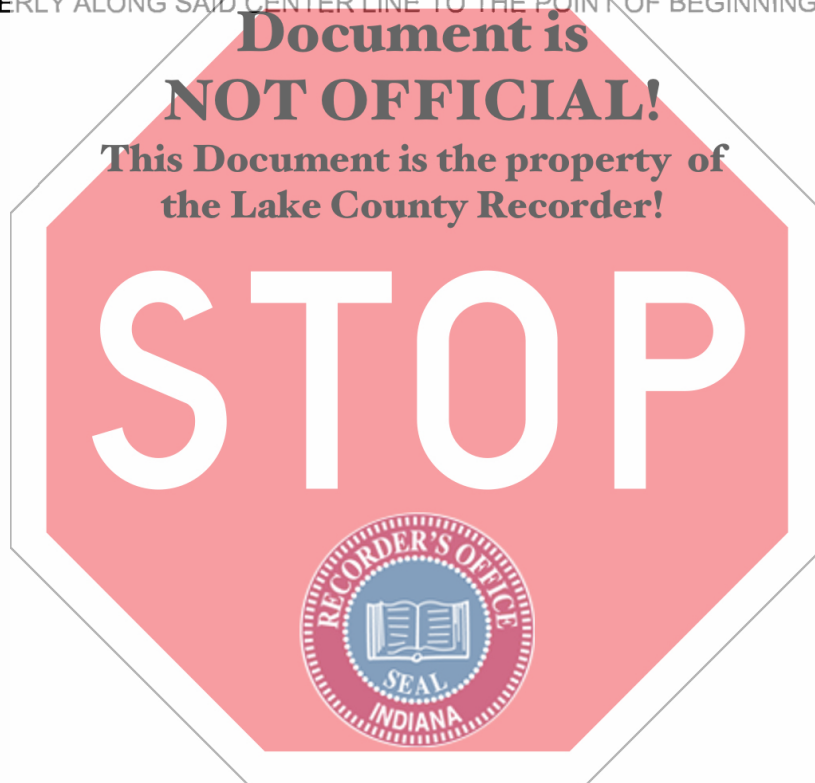 ERLY ALONG SAID CENTER LINE TO THE POINT OF BEGINNING
Document is
NOT OFFICIAL!
This Document is the property of
the Lake County Recorder!
STOP
RECORDER'S OFFICE
SEAL
INDIANA